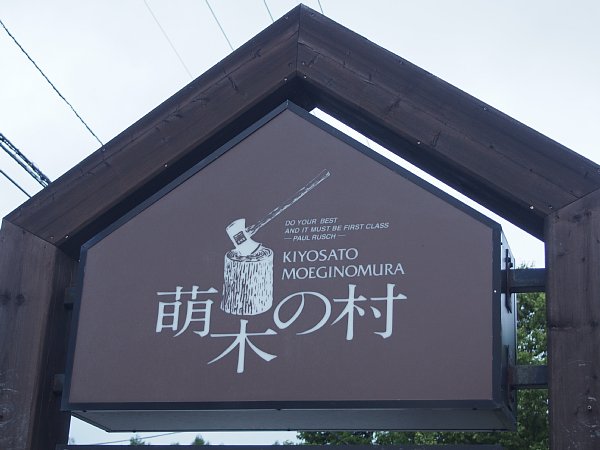 DO YOUR BEST
AND IT MUST BE FIRST CLASS
—PAUL RUSCH—
KIYOSATO
MOEGINOMURA
萌木の村